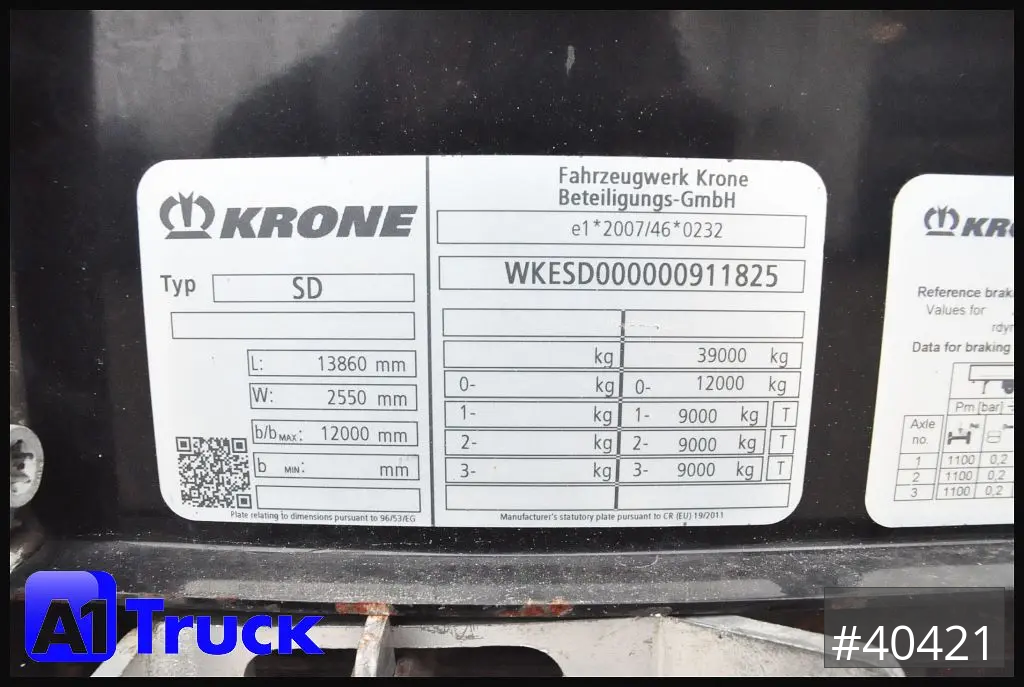 KRONE
Typ SD
L: 13860 mm
W: 2550 mm
b/bMAX: 12000 mm
b MIN: mm
Plate relating to dimensions pursuant to 96/53/EG
Fahrzeugwerk Krone
Beteiligungs-GmbH
e1*2007/46*0232
WKESD000000911825
kg 39000 kg
0- kg 0- 12000 kg
1- kg 1- 9000 kg T
2- kg 2- 9000 kg T
3- kg 3- 9000 kg T
Manufacturer's statutory plate pursuant to CR (EU) 19/2011
Reference
Values for
Data for braking
Pm [bar]
Axle
no.
1 1100 0,2
2 1100 0,2
3 1100 0,2
A1 Truck
#40421